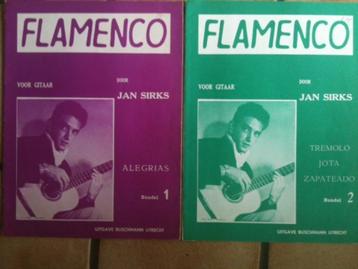 FLAMENCO
VOOR GITAAR
DOOR
JAN SIRKS
ALEGRIAS
Bundel 1
UITGAVE BUSCHMANN UTRECHT
FLAMENCO
VOOR GITAAR
DOOR
JAN SIRKS
TREMOLO
JOTA
ZAPATEADO
Bundel 2
UITGAVE BUSCHMANN UTRECHT